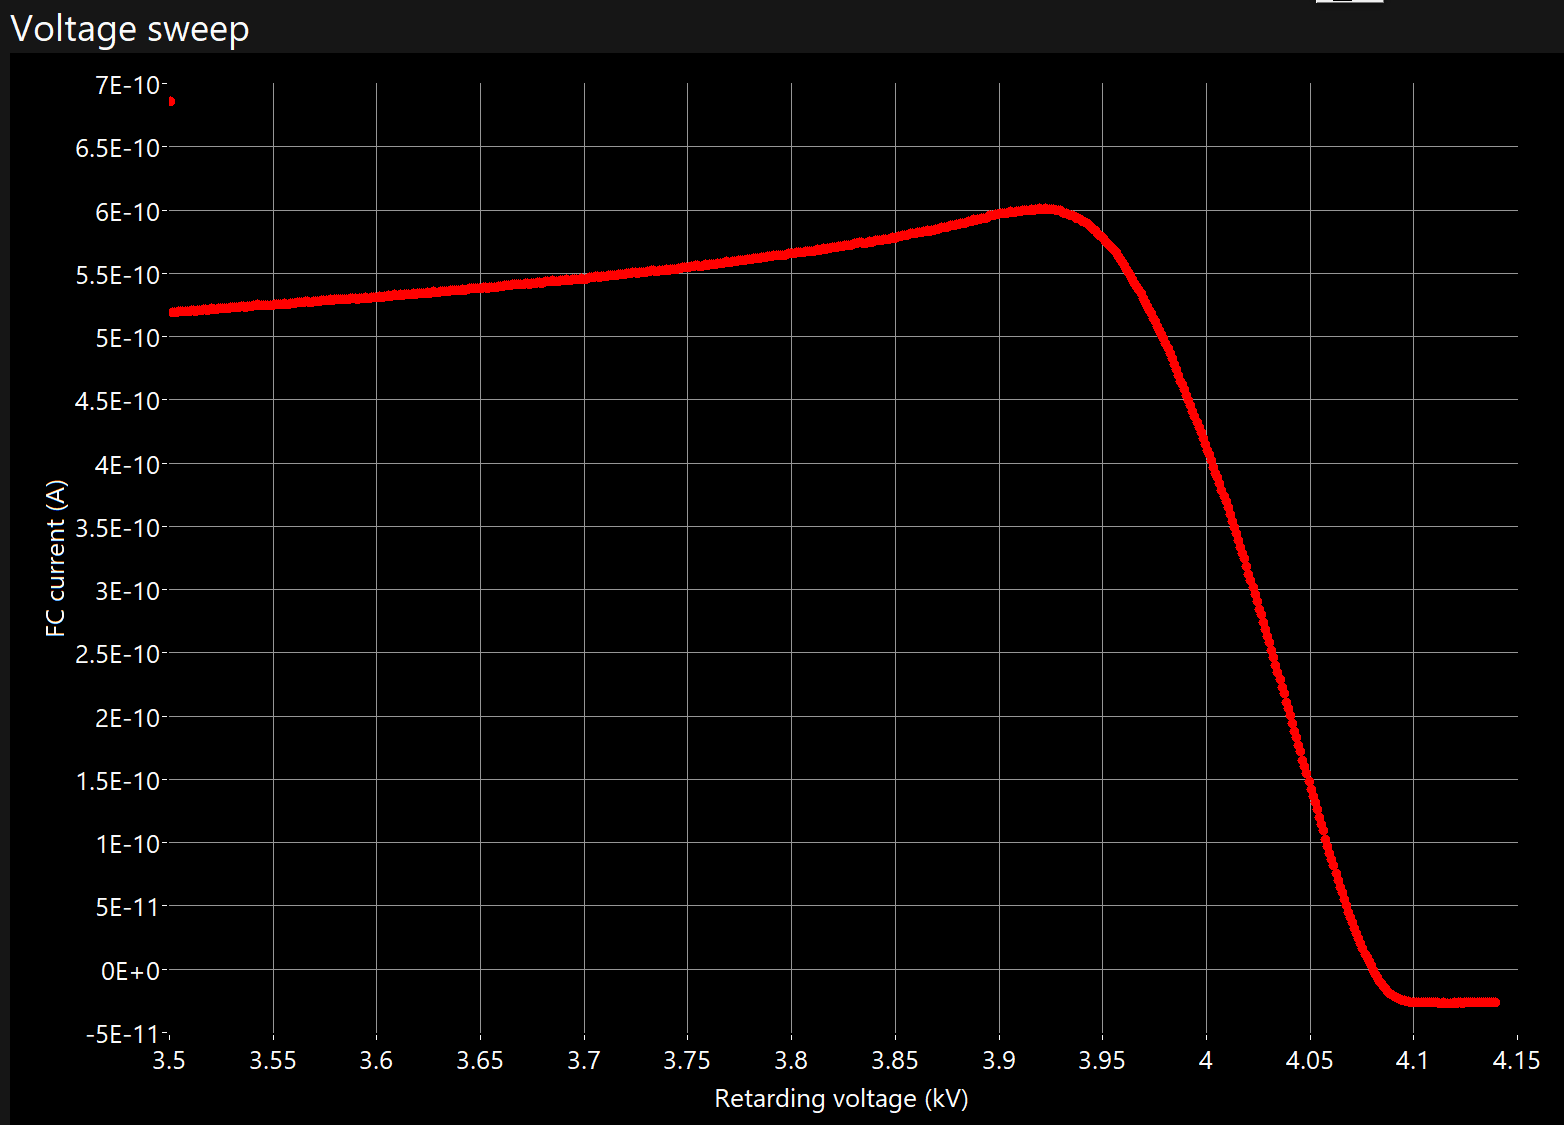 Voltage sweep
7E-10
6.5E-10
6E-10
5.5E-10
5E-10
4.5E-10
4E-10
3.5E-10
3E-10
2.5E-10
2E-10
1.5E-10
1E-10
5E-11
0E+0
-5E-11
FC current (A)
3.5 3.55 3.6 3.65 3.7 3.75 3.8 3.85 3.9 3.95 4 4.05 4.1 4.15
Retarding voltage (kV)